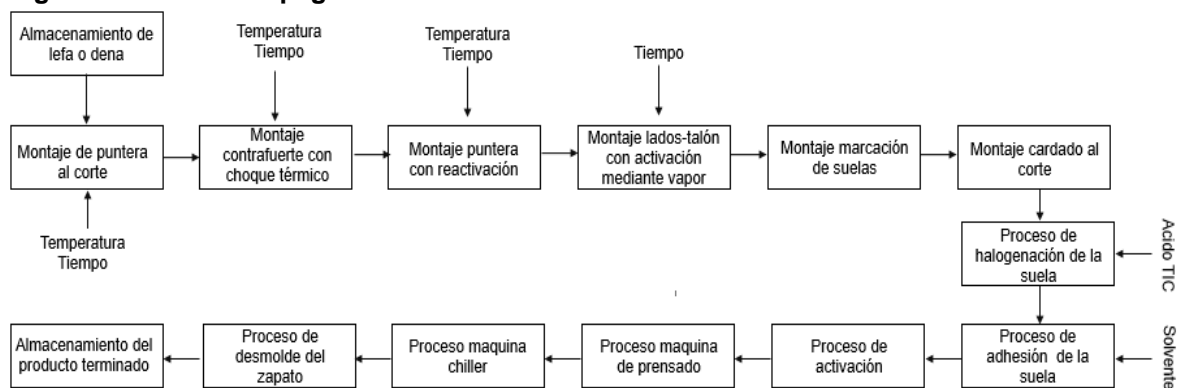 Almacenamiento de
lefa o dena
Temperatura
Tiempo
Temperatura
Tiempo
Tiempo
Montaje de puntera
al corte
Montaje
contrafuerte con
choque térmico
Montaje puntera
con reactivación
Montaje lados-talón
con activación
mediante vapor
Montaje marcación
de suelas
Montaje cardado al
corte
Temperatura
Tiempo
Proceso de
halogenación de la
suela
Acido TIC
Almacenamiento del
producto terminado
Proceso de
desmolde del
zapato
Proceso maquina
chiller
Proceso maquina
de prensado
Proceso de
activación
Proceso de
adhesión de la
suela
Solvente